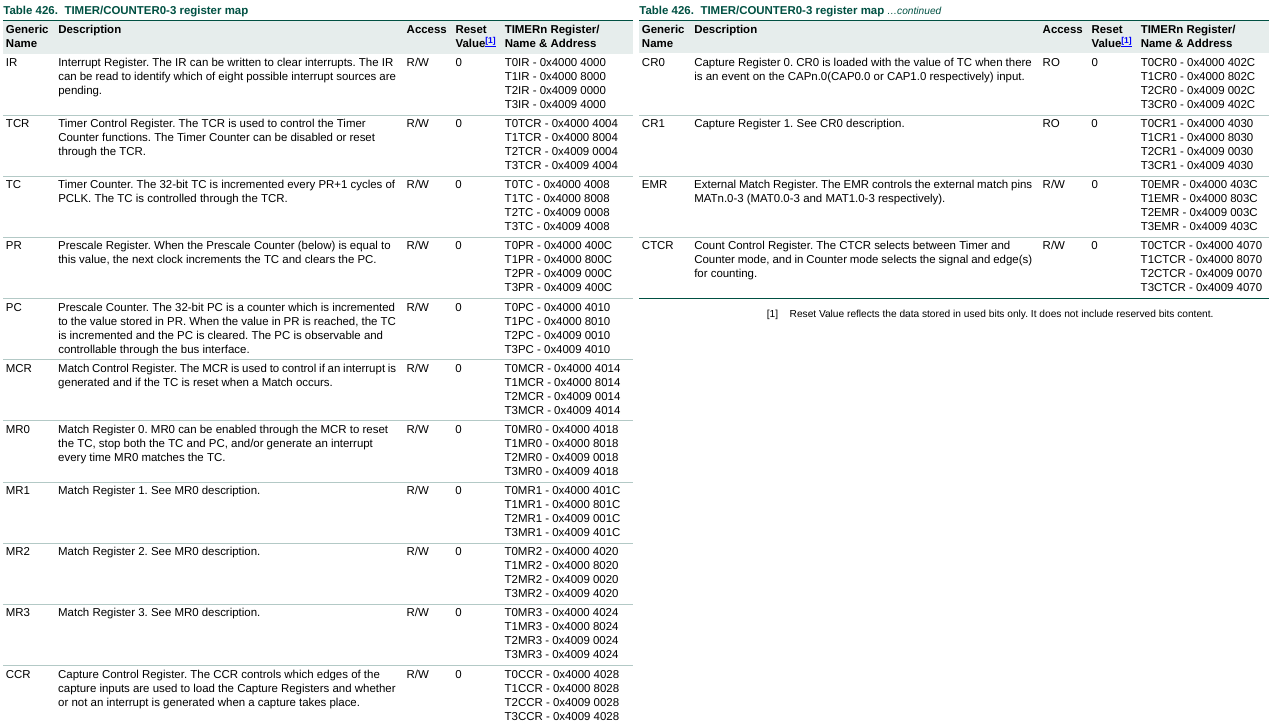 Table 426. TIMER/COUNTER0-3 register map
Generic Name Description Access Reset Value[1] TIMERn Register/ Name & Address
IR Interrupt Register. The IR can be written to clear interrupts. The IR R/W 0 T0IR - 0x4000 4000
can be read to identify which of eight possible interrupt sources are T1IR - 0x4000 8000
pending. T2IR - 0x4009 0000
T3IR - 0x4009 4000
TCR Timer Control Register. The TCR is used to control the Timer R/W 0 T0TCR - 0x4000 4004
Counter functions. The Timer Counter can be disabled or reset T1TCR - 0x4000 8004
through the TCR. T2TCR - 0x4009 0004
T3TCR - 0x4009 4004
TC Timer Counter. The 32-bit TC is incremented every PR+1 cycles of R/W 0 T0TC - 0x4000 4008
PCLK. The TC is controlled through the TCR. T1TC - 0x4000 8008
T2TC - 0x4009 0008
T3TC - 0x4009 4008
PR Prescale Register. When the Prescale Counter (below) is equal to R/W 0 T0PR - 0x4000 400C
this value, the next clock increments the TC and clears the PC. T1PR - 0x4000 800C
T2PR - 0x4009 000C
T3PR - 0x4009 400C
PC Prescale Counter. The 32-bit PC is a counter which is incremented R/W 0 T0PC - 0x4000 4010
to the value stored in PR. When the value in PR is reached, the TC T1PC - 0x4000 8010
is incremented and the PC is cleared. The PC is observable and T2PC - 0x4009 0010
controllable through the bus interface. T3PC - 0x4009 4010
MCR Match Control Register. The MCR is used to control if an interrupt is R/W 0 T0MCR - 0x4000 4014
generated and if the TC is reset when a Match occurs. T1MCR - 0x4000 8014
T2MCR - 0x4009 0014
T3MCR - 0x4009 4014
MR0 Match Register 0. MR0 can be enabled through the MCR to reset R/W 0 T0MR0 - 0x4000 4018
the TC, stop both the TC and PC, and/or generate an interrupt T1MR0 - 0x4000 8018
every time MR0 matches the TC. T2MR0 - 0x4009 0018
T3MR0 - 0x4009 4018
MR1 Match Register 1. See MR0 description. R/W 0 T0MR1 - 0x4000 401C
T1MR1 - 0x4000 801C
T2MR1 - 0x4009 001C
T3MR1 - 0x4009 401C
MR2 Match Register 2. See MR0 description. R/W 0 T0MR2 - 0x4000 4020
T1MR2 - 0x4000 8020
T2MR2 - 0x4009 0020
T3MR2 - 0x4009 4020
MR3 Match Register 3. See MR0 description. R/W 0 T0MR3 - 0x4000 4024
T1MR3 - 0x4000 8024
T2MR3 - 0x4009 0024
T3MR3 - 0x4009 4024
CCR Capture Control Register. The CCR controls which edges of the R/W 0 T0CCR - 0x4000 4028
capture inputs are used to load the Capture Registers and whether T1CCR - 0x4000 8028
or not an interrupt is generated when a capture takes place. T2CCR - 0x4009 0028
T3CCR - 0x4009 4028
Table 426. TIMER/COUNTER0-3 register map ...continued
Generic Name Description Access Reset Value[1] TIMERn Register/ Name & Address
CR0 Capture Register 0. CR0 is loaded with the value of TC when there RO 0 T0CR0 - 0x4000 402C
is an event on the CAPn.0(CAP0.0 or CAP1.0 respectively) input. T1CR0 - 0x4000 802C
T2CR0 - 0x4009 002C
T3CR0 - 0x4009 402C
CR1 Capture Register 1. See CR0 description. RO 0 T0CR1 - 0x4000 4030
T1CR1 - 0x4000 8030
T2CR1 - 0x4009 0030
T3CR1 - 0x4009 4030
EMR External Match Register. The EMR controls the external match pins R/W 0 T0EMR - 0x4000 403C
MATn.0-3 (MAT0.0-3 and MAT1.0-3 respectively). T1EMR - 0x4000 803C
T2EMR - 0x4009 003C
T3EMR - 0x4009 403C
CTCR Count Control Register. The CTCR selects between Timer and R/W 0 T0CTCR - 0x4000 4070
Counter mode, and in Counter mode selects the signal and edge(s) T1CTCR - 0x4000 8070
for counting. T2CTCR - 0x4009 0070
T3CTCR - 0x4009 4070
[1] Reset Value reflects the data stored in used bits only. It does not include reserved bits content.